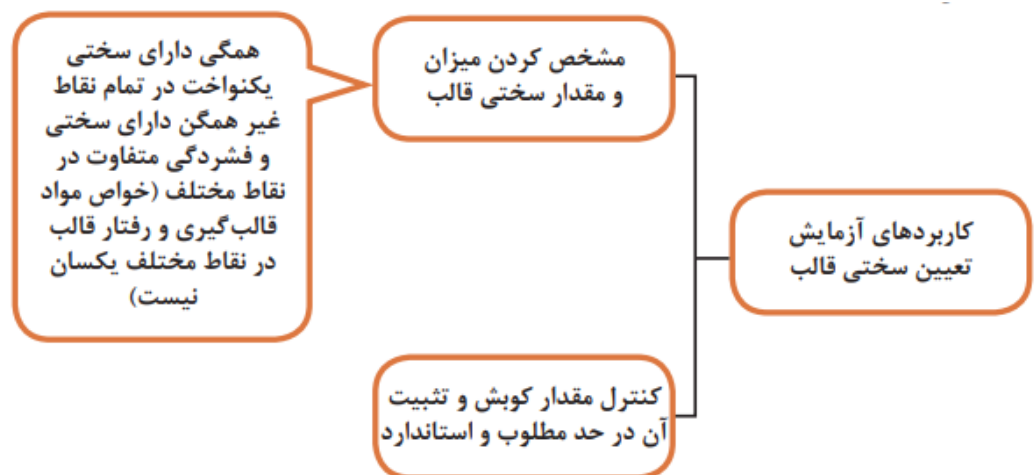 کاربردهای آزمایش
تعیین سختی قالب
مشخص کردن میزان
و مقدار سختی قالب
همگی دارای سختی
یکنواخت در تمام نقاط
غیر همگن دارای سختی
و فشردگی متفاوت در
نقاط مختلف (خواص مواد
قالب‌گیری و رفتار قالب
در نقاط مختلف یکسان
نیست)
کنترل مقدار کوبش و تثبیت
آن در حد مطلوب و استاندارد